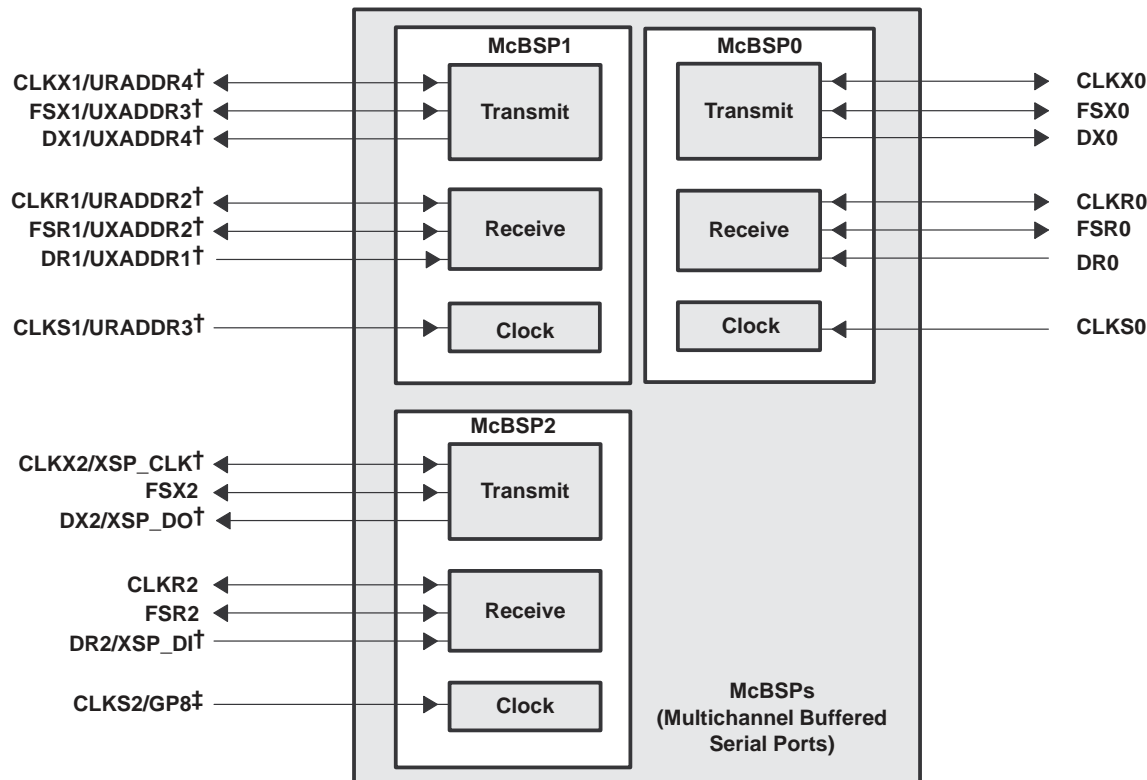 McBSP1
CLKX1/URADDR4†
FSX1/UXADDR3†
DX1/UXADDR4†
Transmit
CLKR1/URADDR2†
FSR1/UXADDR2†
DR1/UXADDR1†
Receive
CLKS1/URADDR3†
Clock
McBSP0
Transmit
CLKX0
FSX0
DX0
Receive
CLKR0
FSR0
DR0
Clock
CLKS0
McBSP2
CLKX2/XSP_CLK†
FSX2
DX2/XSP_DO†
Transmit
CLKR2
FSR2
DR2/XSP_DI†
Receive
CLKS2/GP8‡
Clock
McBSPs
(Multichannel Buffered
Serial Ports)